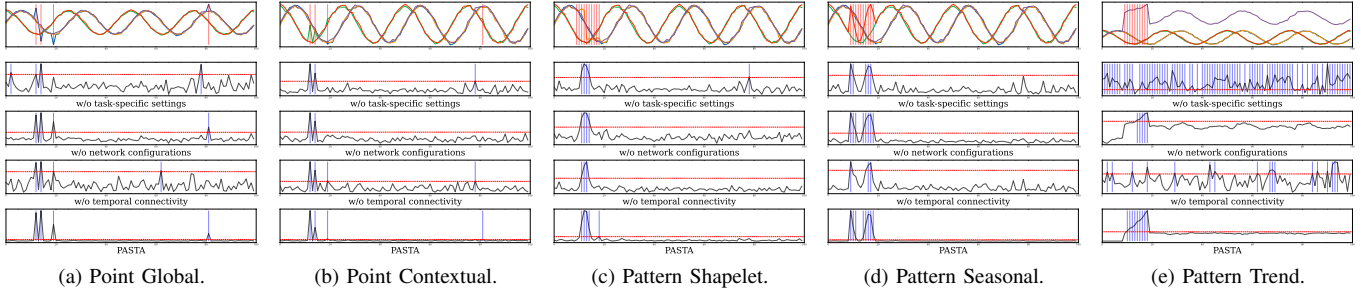 w/o task-specific settings
w/o task-specific settings
w/o task-specific settings
w/o task-specific settings
w/o task-specific settings
w/o network configurations
w/o network configurations
w/o network configurations
w/o network configurations
w/o network configurations
w/o temporal connectivity
w/o temporal connectivity
w/o temporal connectivity
w/o temporal connectivity
w/o temporal connectivity
PASTA
PASTA
PASTA
PASTA
PASTA
(a) Point Global.
(b) Point Contextual.
(c) Pattern Shapelet.
(d) Pattern Seasonal.
(e) Pattern Trend.